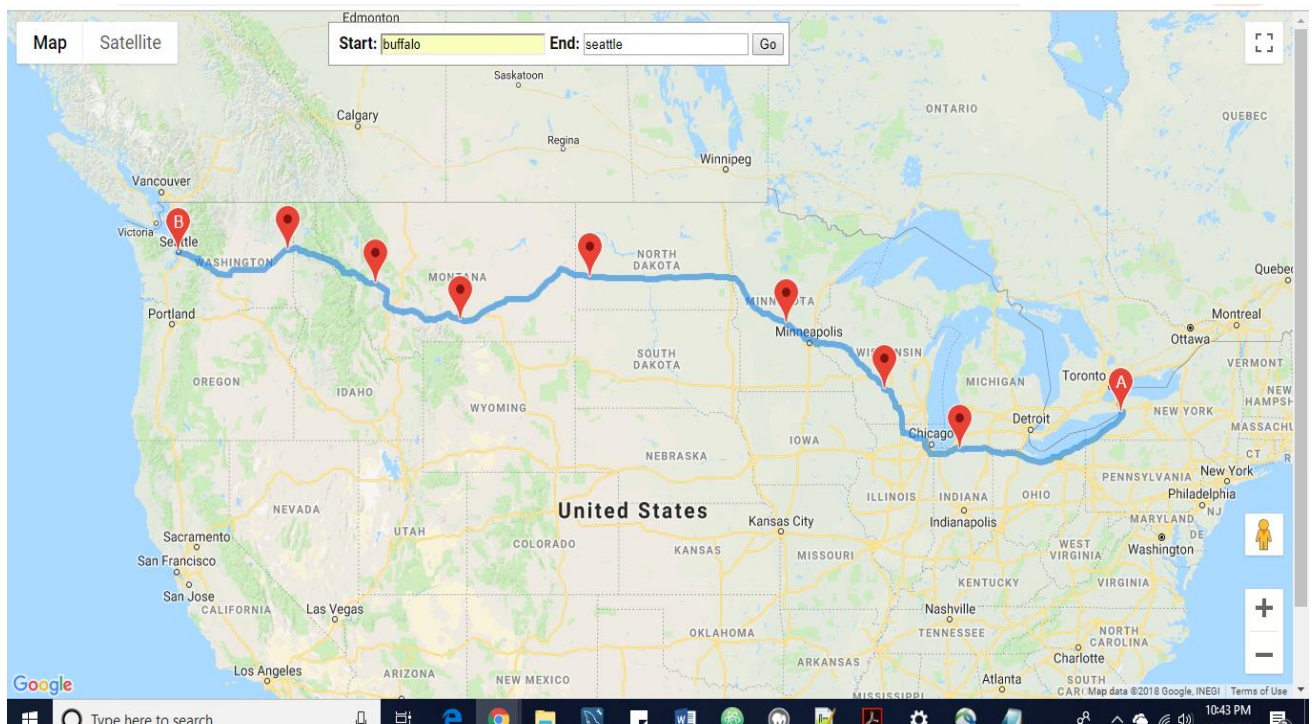 Map Satellite
Start: buffalo End: seattle Go
Edmonton
Saskatoon
Calgary
Regina
Winnipeg
ONTARIO
QUEBEC
Vancouver
Victoria
B
Seattle
WASHINGTON
MONTANA
NORTH
DAKOTA
MINNESOTA
Minneapolis
Portland
SOUTH
DAKOTA
WISCONSIN
MICHIGAN
Toronto
A
Ottawa
Montreal
Quebec
VERMONT
NEW
HAMPSH
MASSACHU
CT R
NEW YORK
OREGON
IDAHO
WYOMING
IOWA
Chicago
Detroit
NEBRASKA
PENNSYLVANIA
New York
Philadelphia
NJ
MARYLAND
DE
Washington
ILLINOIS
INDIANA
OHIO
Indianapolis
WEST
VIRGINIA
VIRGINIA
NEVADA
UTAH
COLORADO
United States
Kansas City
KANSAS
MISSOURI
KENTUCKY
Sacramento
San Francisco
San Jose
CALIFORNIA
Las Vegas
Nashville
TENNESSEE
NORTH
CAROLINA
Charlotte
OKLAHOMA
ARKANSAS
Los Angeles
ARIZONA
NEW MEXICO
MISSISSIPPI
Atlanta
SOUTH
CAR
Google
Map data ©2018 Google, INEGI Terms of Use
Type here to search
10:43 PM